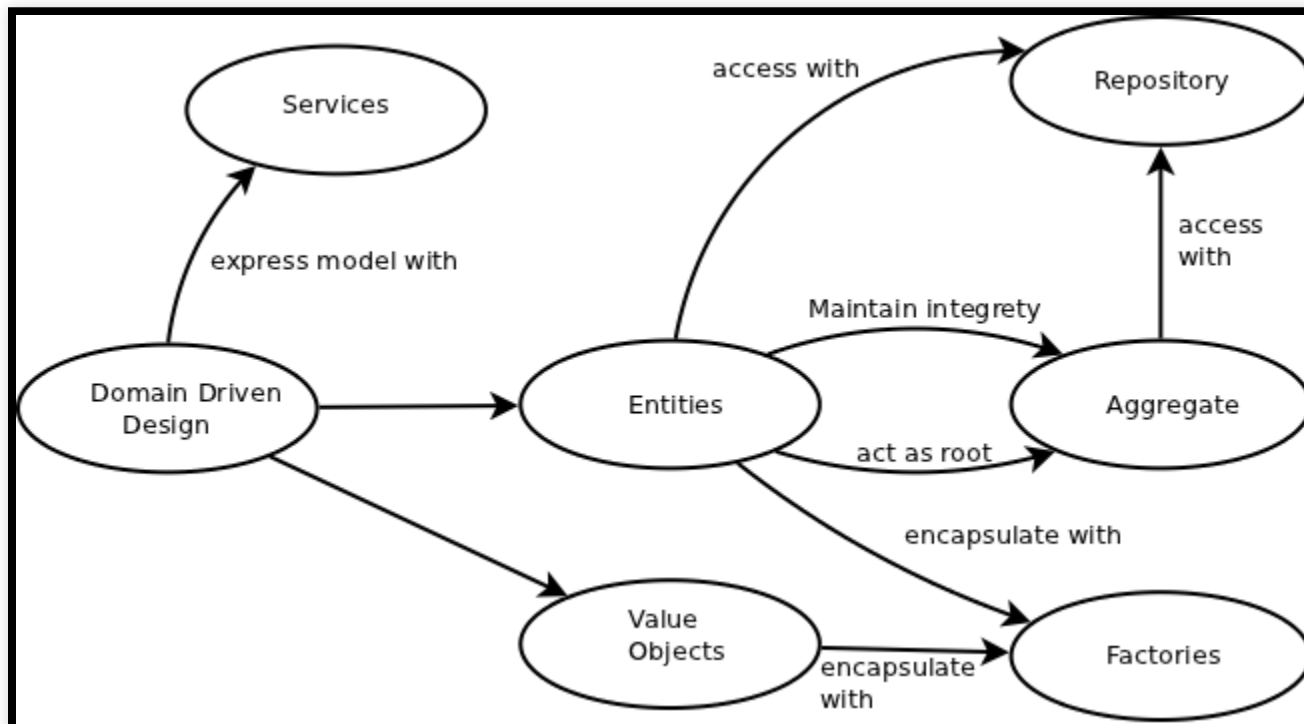 Services
access with
Repository
express model with
access
with
Maintain integrety
Domain Driven
Design
Entities
Aggregate
act as root
encapsulate with
Value
Objects
encapsulate
with
Factories